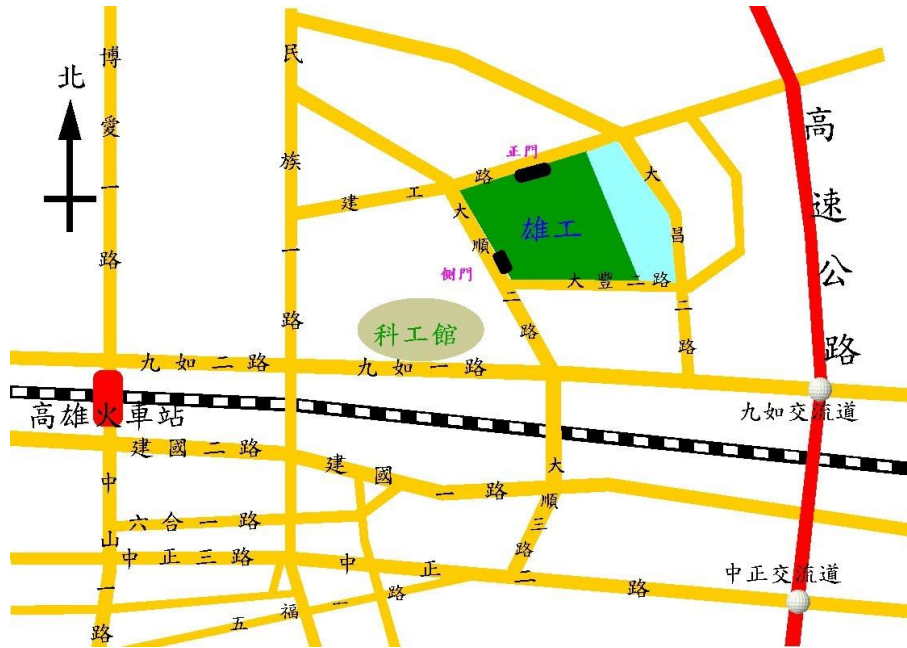 北
博愛一路
民族一路
建工路
正門
大順二路
側門
雄工
大昌二路
大豐二路
高速公路
科工館
九如二路
九如一路
九如交流道
高雄火車站
建國二路
建國一路
大順三路
中山一路
六合一路
中正三路
中正二路
中正交流道
五福一路